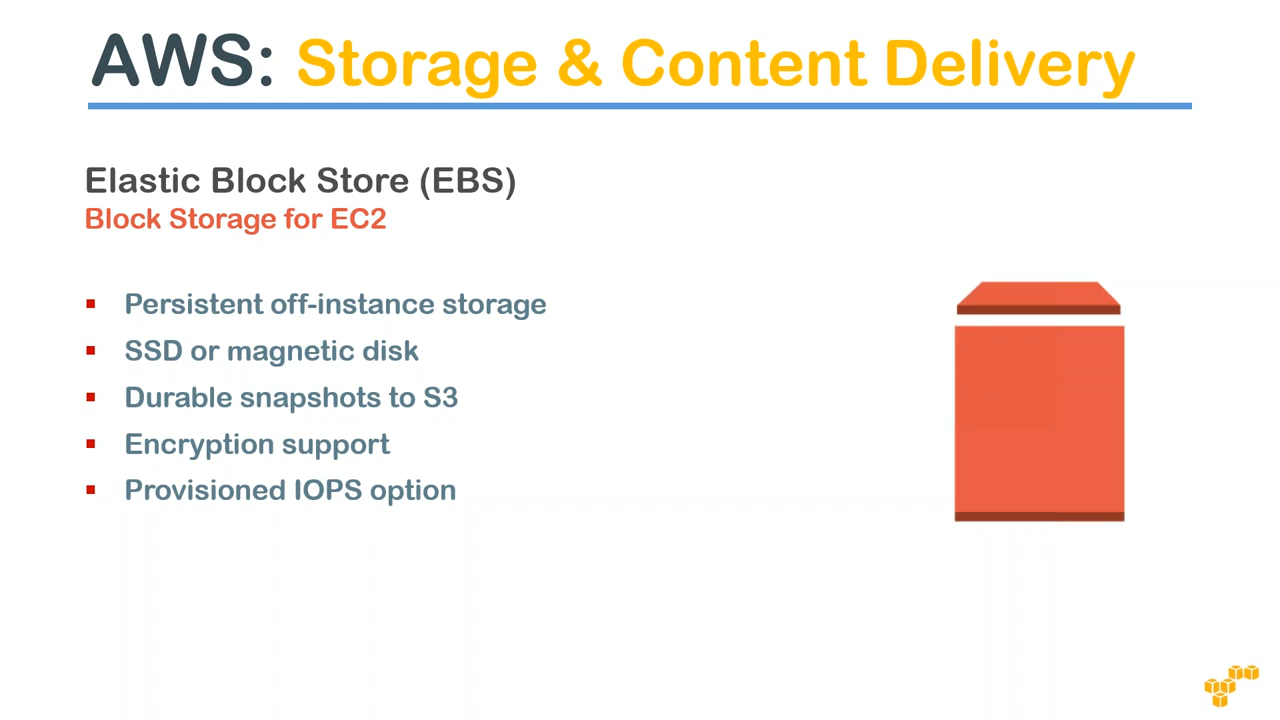 AWS: Storage & Content Delivery
Elastic Block Store (EBS)
Block Storage for EC2
Persistent off-instance storage
SSD or magnetic disk
Durable snapshots to S3
Encryption support
Provisioned IOPS option